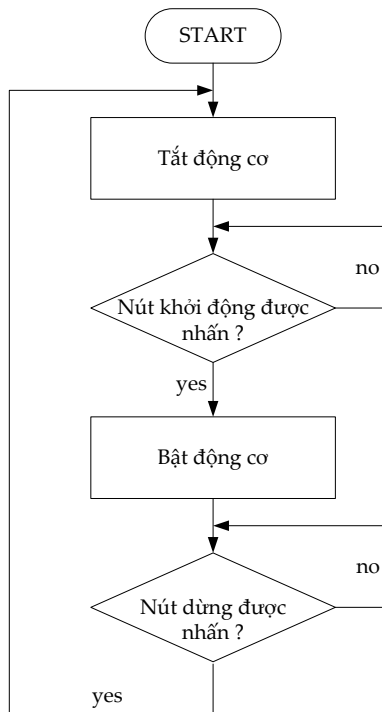 START
Tắt động cơ
no
Nút khởi động được
nhấn ?
yes
Bật động cơ
no
Nút dừng được
nhấn ?
yes